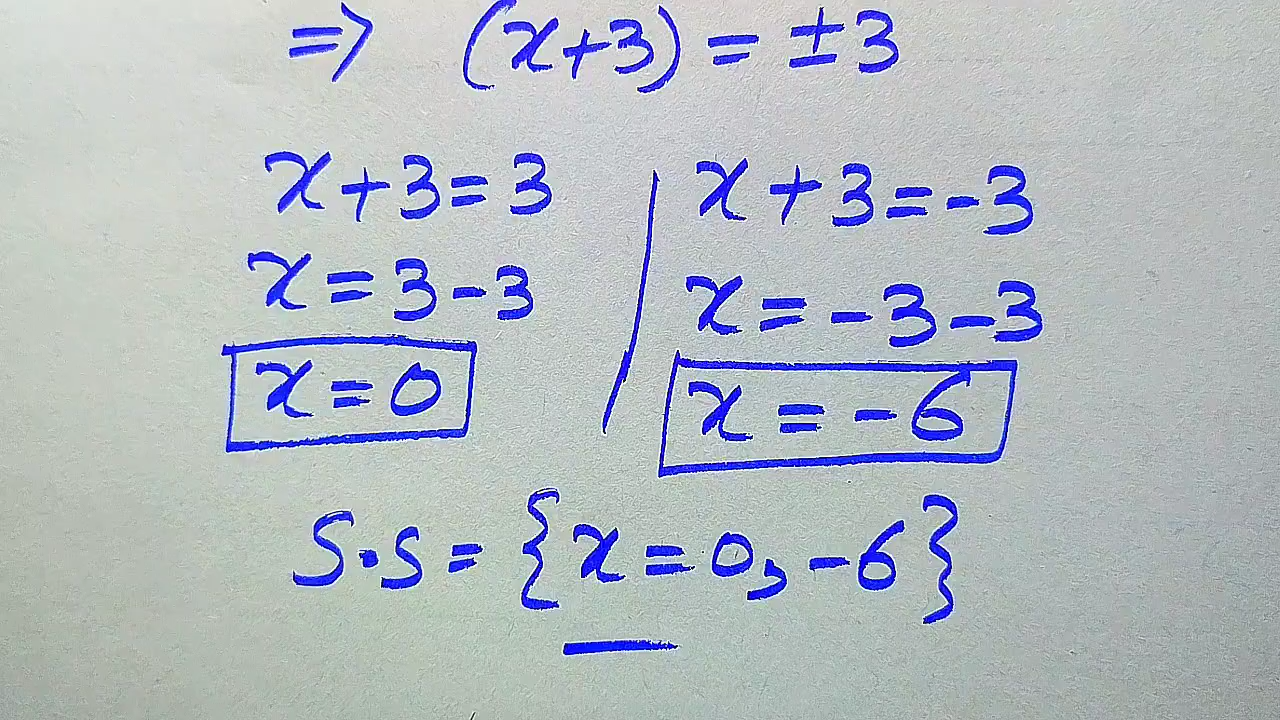 => (x+3) = ±3
x+3=3
x=3-3
x=0
x+3=-3
x=-3-3
x=-6
S.S={x=0,-6}